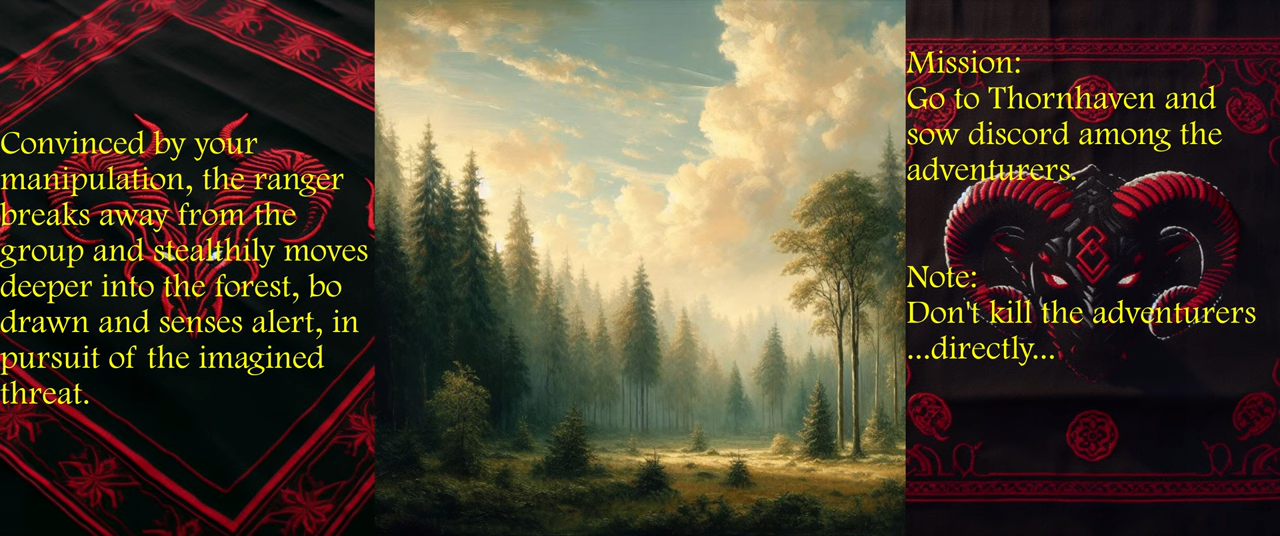 Convinced by your
manipulation, the ranger
breaks away from the
group and stealthily moves
deeper into the forest, bo
drawn and senses alert, in
pursuit of the imagined
threat.
Mission:
Go to Thornhaven and
sow discord among the
adventurers.
Note:
Don't kill the adventurers
...directly...